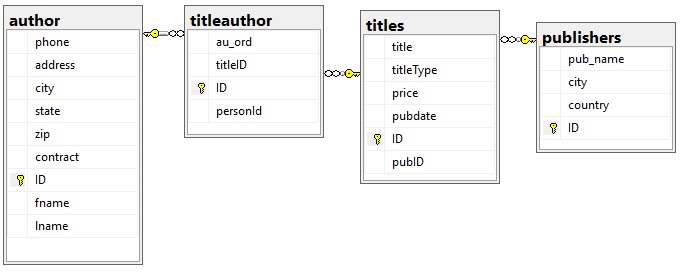 author
phone
address
city
state
zip
contract
ID
fname
lname
titleauthor
au_ord
titleID
ID
personId
titles
title
titleType
price
pubdate
ID
pubID
publishers
pub_name
city
country
ID